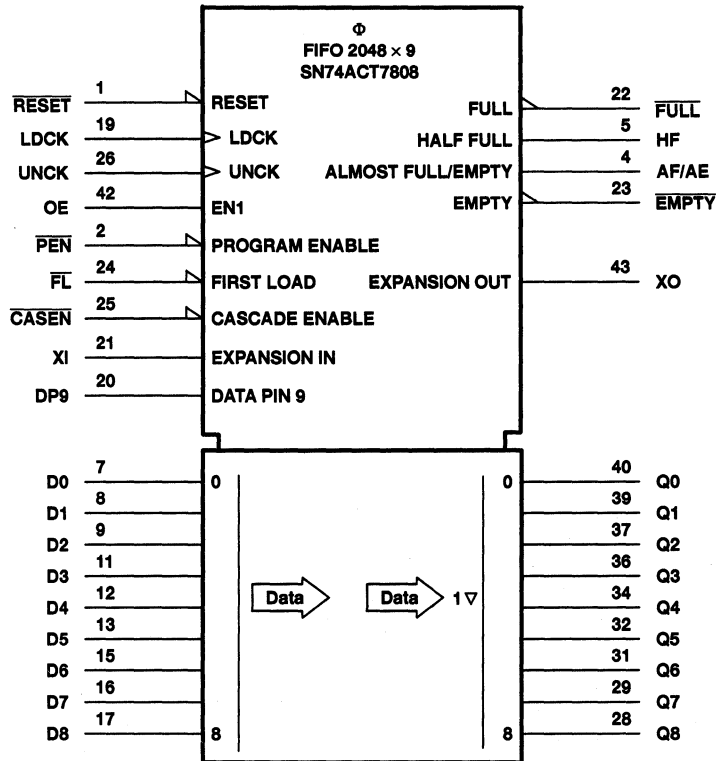 Φ
FIFO 2048 × 9
SN74ACT7808
RESET 1 RESET FULL 22 FULL
LDCK 19 LDCK HALF FULL 5 HF
UNCK 26 UNCK ALMOST FULL/EMPTY 4 AF/AE
OE 42 EN1 EMPTY 23 EMPTY
PEN 2 PROGRAM ENABLE
FL 24 FIRST LOAD EXPANSION OUT 43 XO
CASEN 25 CASCADE ENABLE
XI 21 EXPANSION IN
DP9 20 DATA PIN 9
D0 7 0 0 40 Q0
D1 8 39 Q1
D2 9 37 Q2
D3 11 36 Q3
D4 12 Data Data 1 ▽ 34 Q4
D5 13 32 Q5
D6 15 31 Q6
D7 16 29 Q7
D8 17 8 8 28 Q8